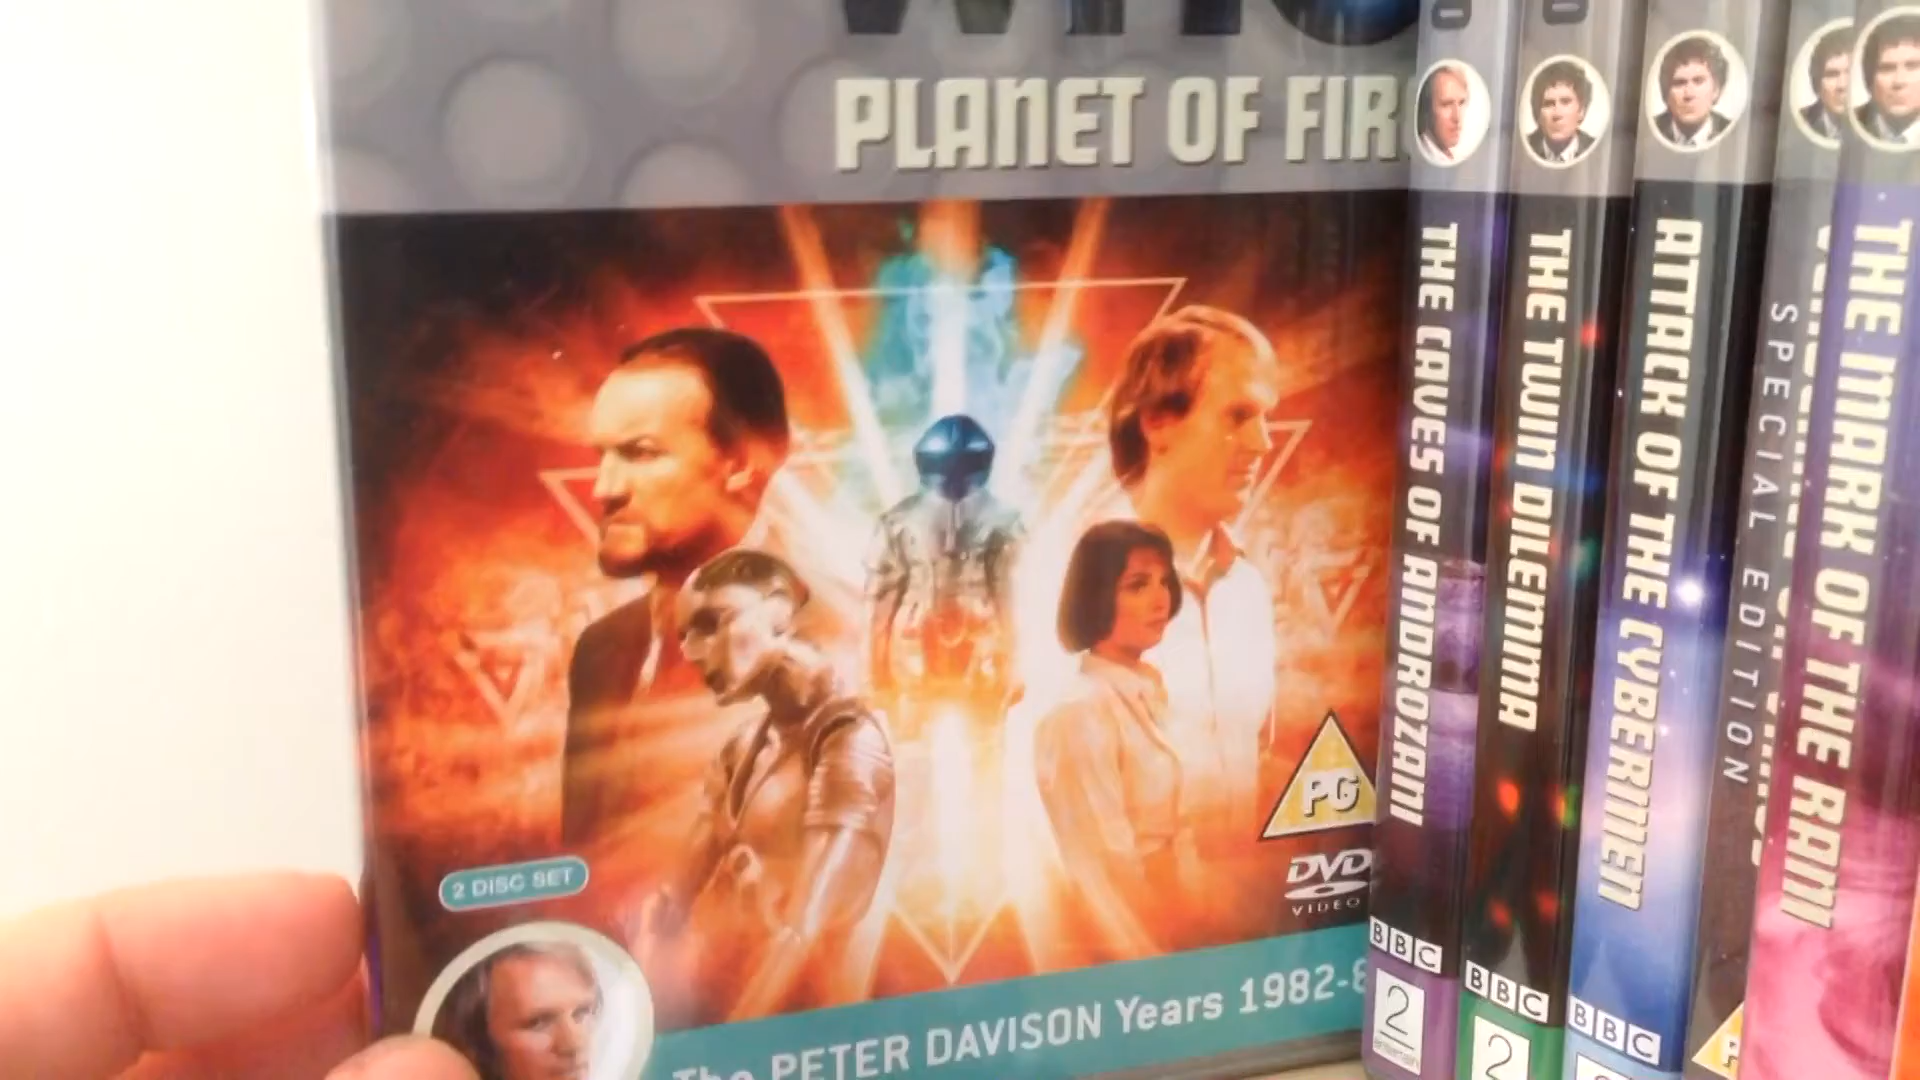 WHO
PLANET OF FIR
2 DISC SET
PG
DVD
VIDEO
The PETER DAVISON Years 1982-8
THE CAVES OF ANDROZANI
BBC
2
entertain
THE TWIN DILEMMA
BBC
2
ATTACK OF THE CYBERMEN
BBC
SPECIAL EDITION
THE MARK OF THE RANI